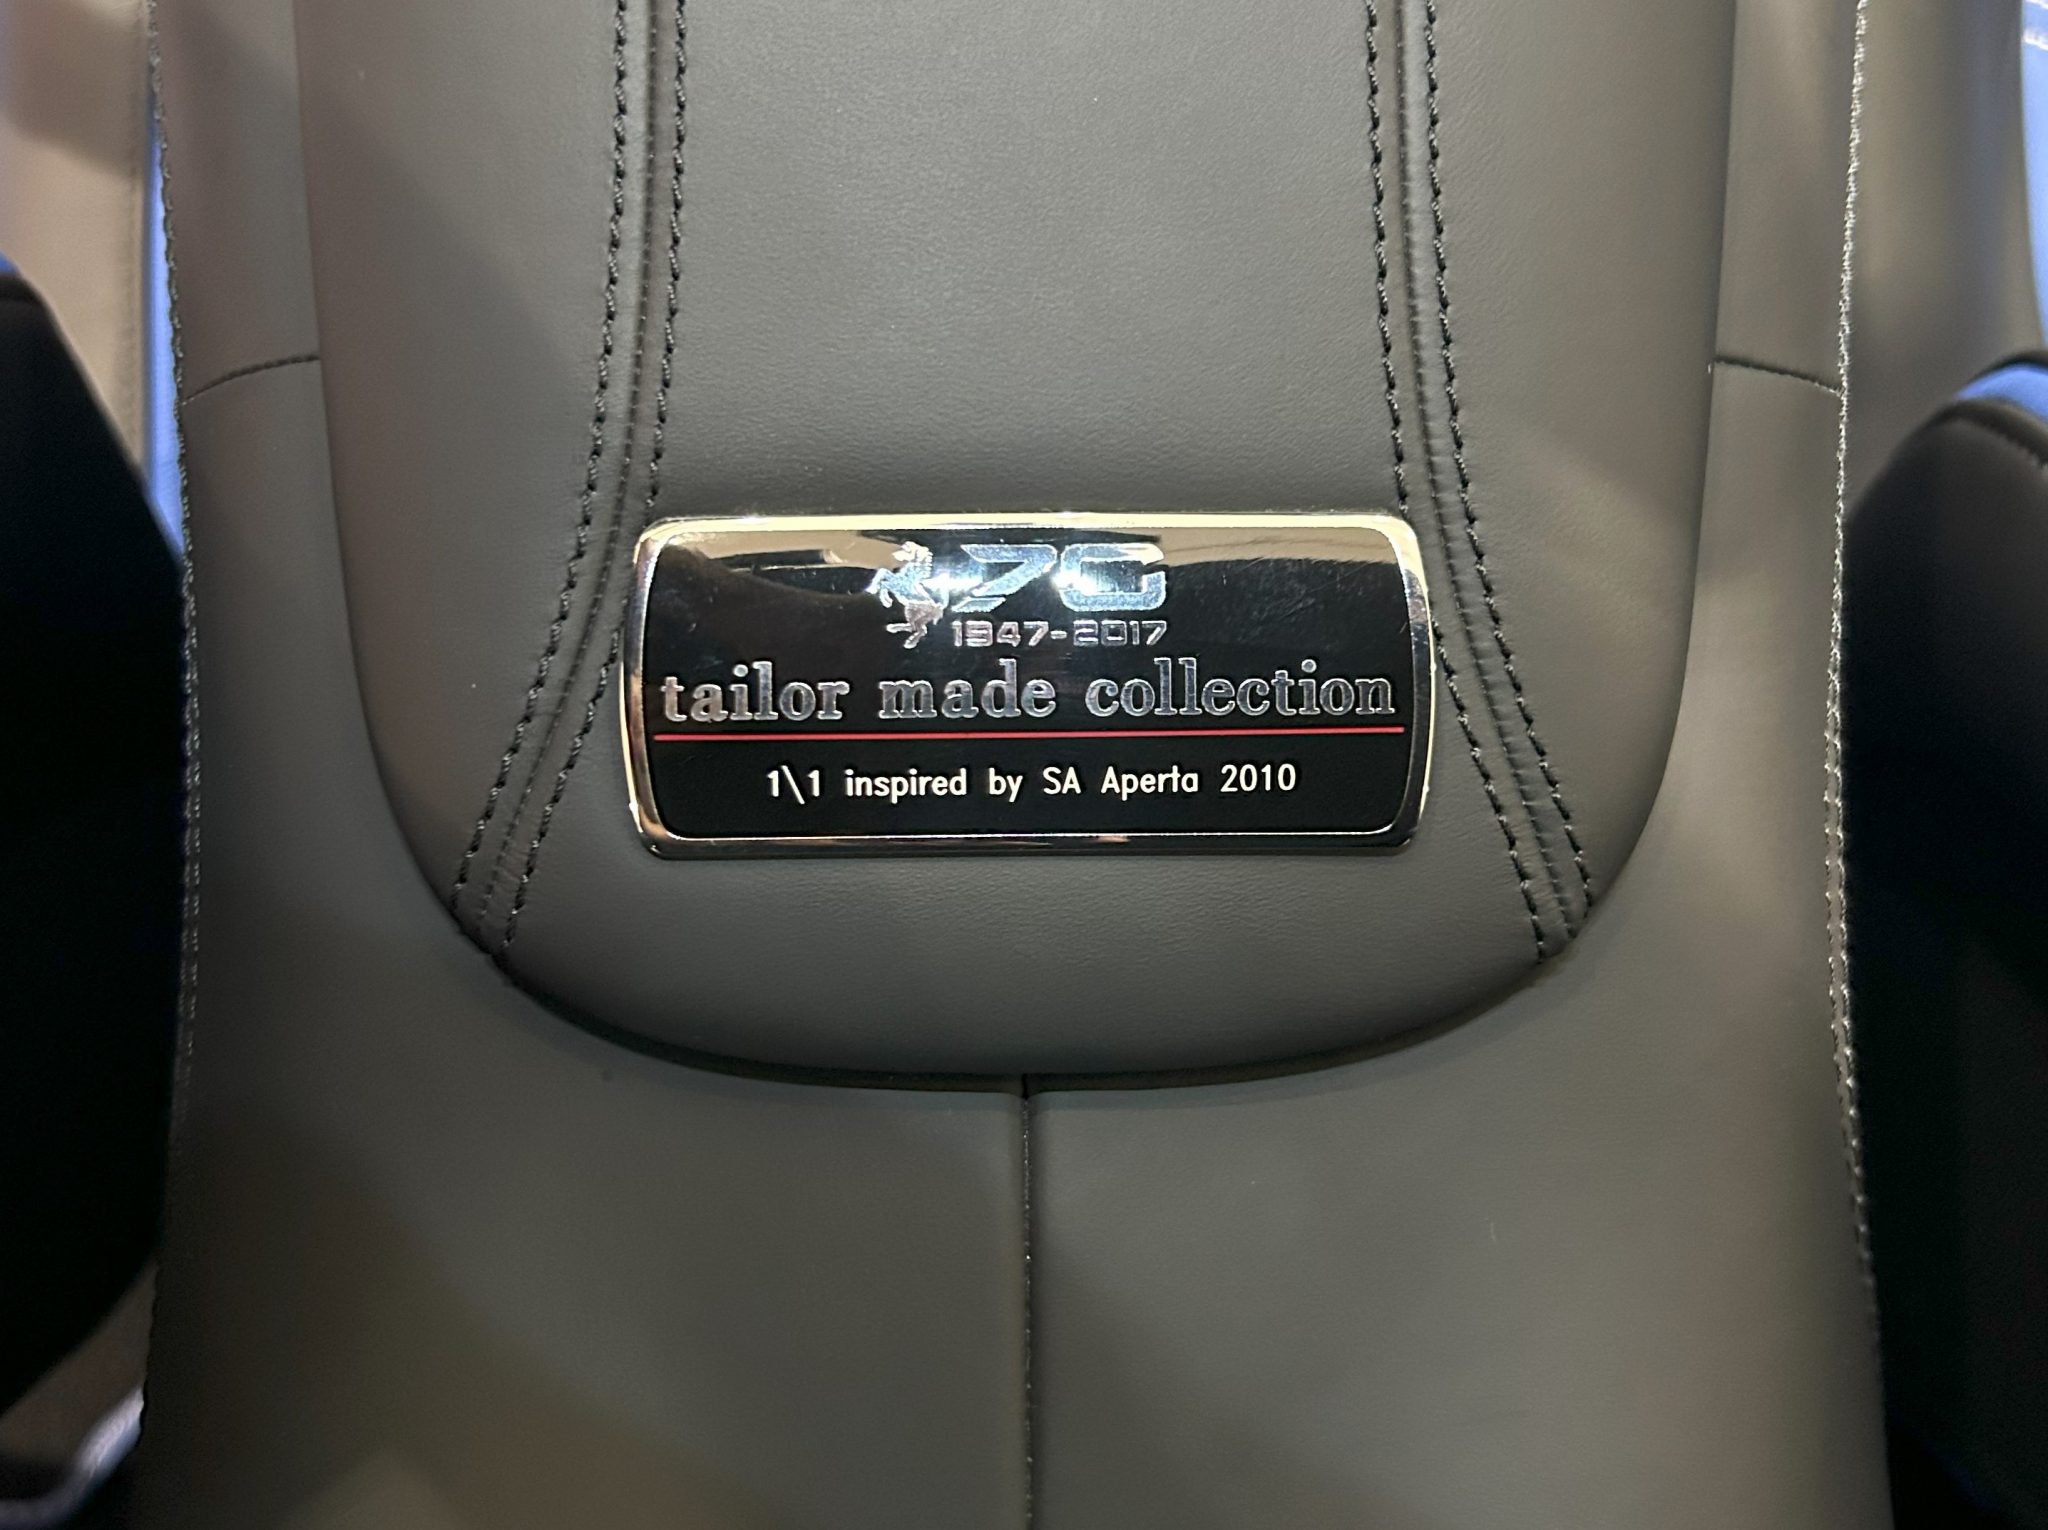 70
1947-2017
tailor made collection
1\1 inspired by SA Aperta 2010